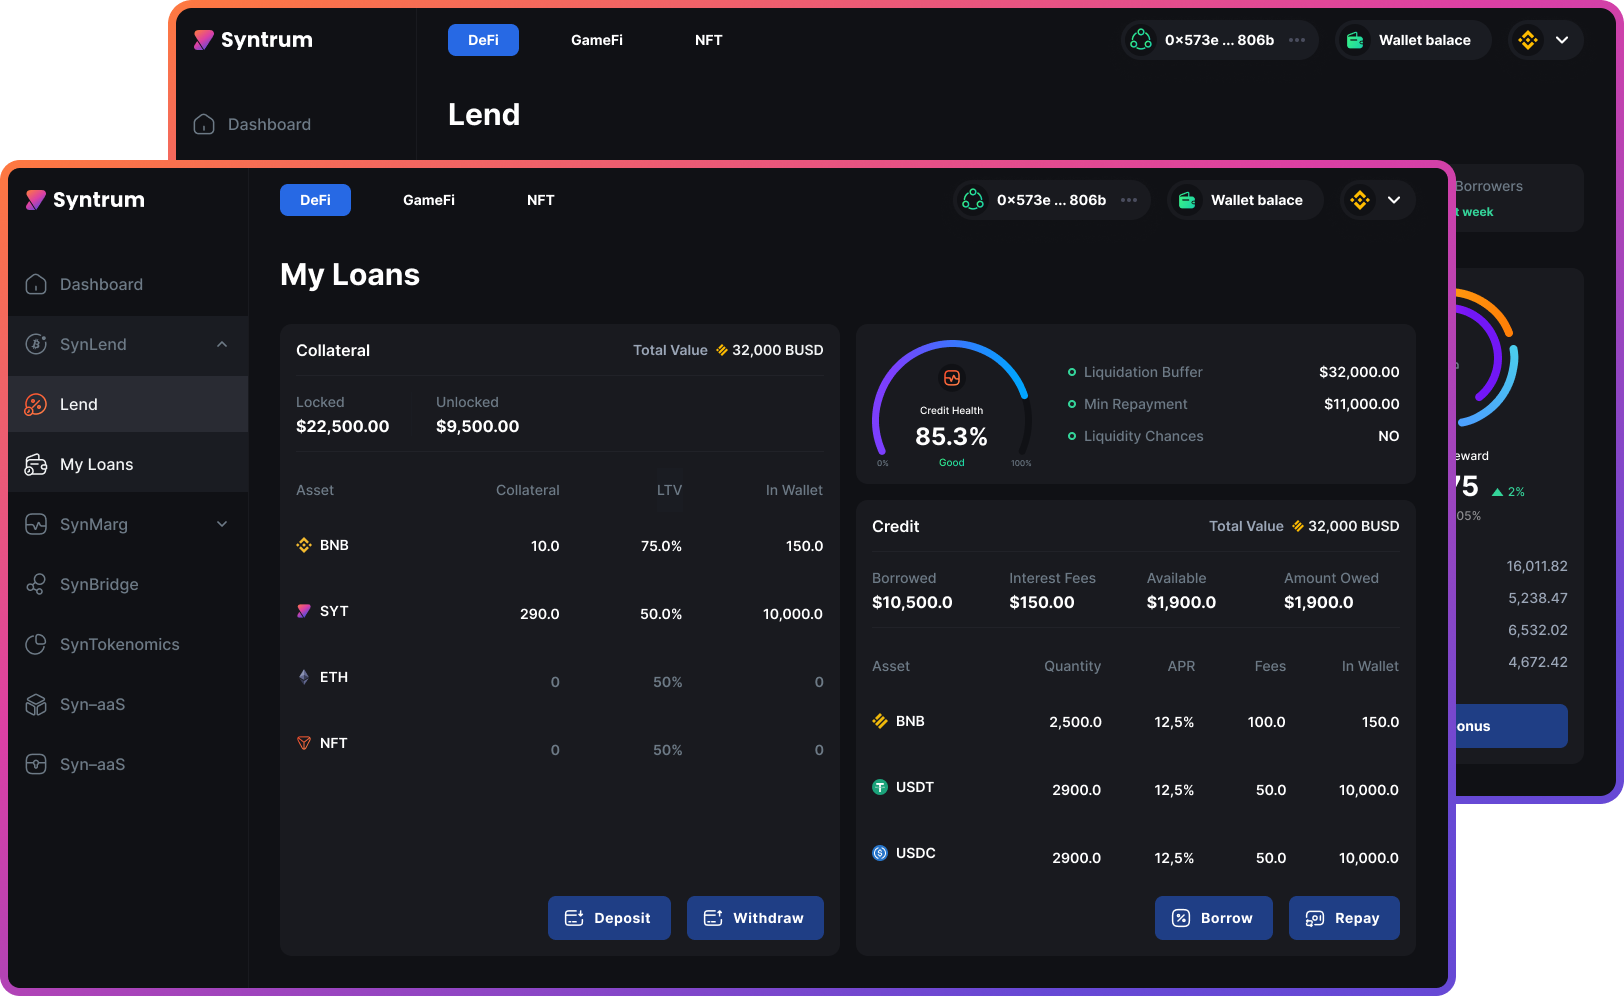 Syntrum
DeFi
GameFi
NFT
0×573e ... 806b
Wallet balace
Lend
Dashboard
Borrowers
week
75
2%
16,011.82
5,238.47
6,532.02
4,672.42
Syntrum
DeFi
GameFi
NFT
0×573e ... 806b
Wallet balace
Dashboard
SynLend
Lend
My Loans
SynMarg
SynBridge
SynTokenomics
Syn–aaS
Syn–aaS
My Loans
Collateral
Total Value 32,000 BUSD
Locked Unlocked
$22,500.00 $9,500.00
Asset Collateral LTV In Wallet
BNB 10.0 75.0% 150.0
SYT 290.0 50.0% 10,000.0
ETH 0 50% 0
NFT 0 50% 0
Deposit
Withdraw
Credit Health
85.3%
0% Good 100%
Liquidation Buffer $32,000.00
Min Repayment $11,000.00
Liquidity Chances NO
Credit
Total Value 32,000 BUSD
Borrowed Interest Fees Available Amount Owed
$10,500.0 $150.00 $1,900.0 $1,900.0
Asset Quantity APR Fees In Wallet
BNB 2,500.0 12,5% 100.0 150.0
USDT 2900.0 12,5% 50.0 10,000.0
USDC 2900.0 12,5% 50.0 10,000.0
Borrow
Repay